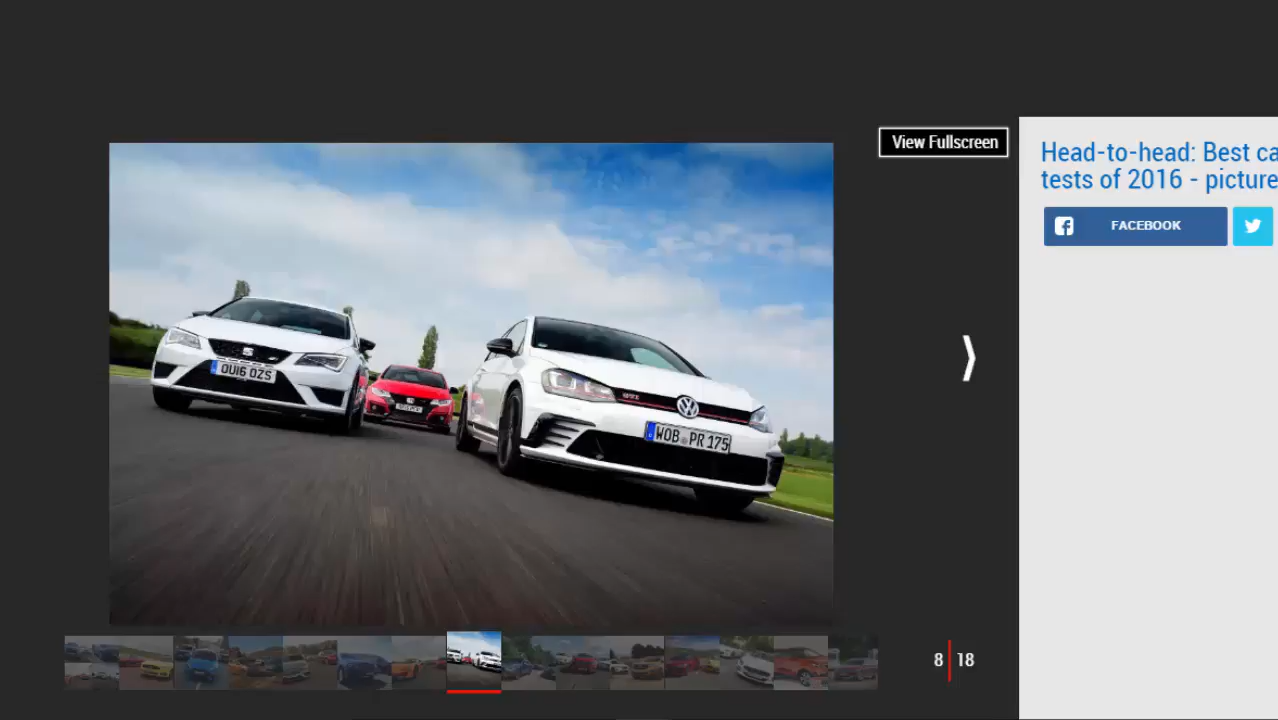 View Fullscreen
Head-to-head: Best ca
tests of 2016 - picture
FACEBOOK
OU16 OZS
GTI
WOB PR 175
8 18